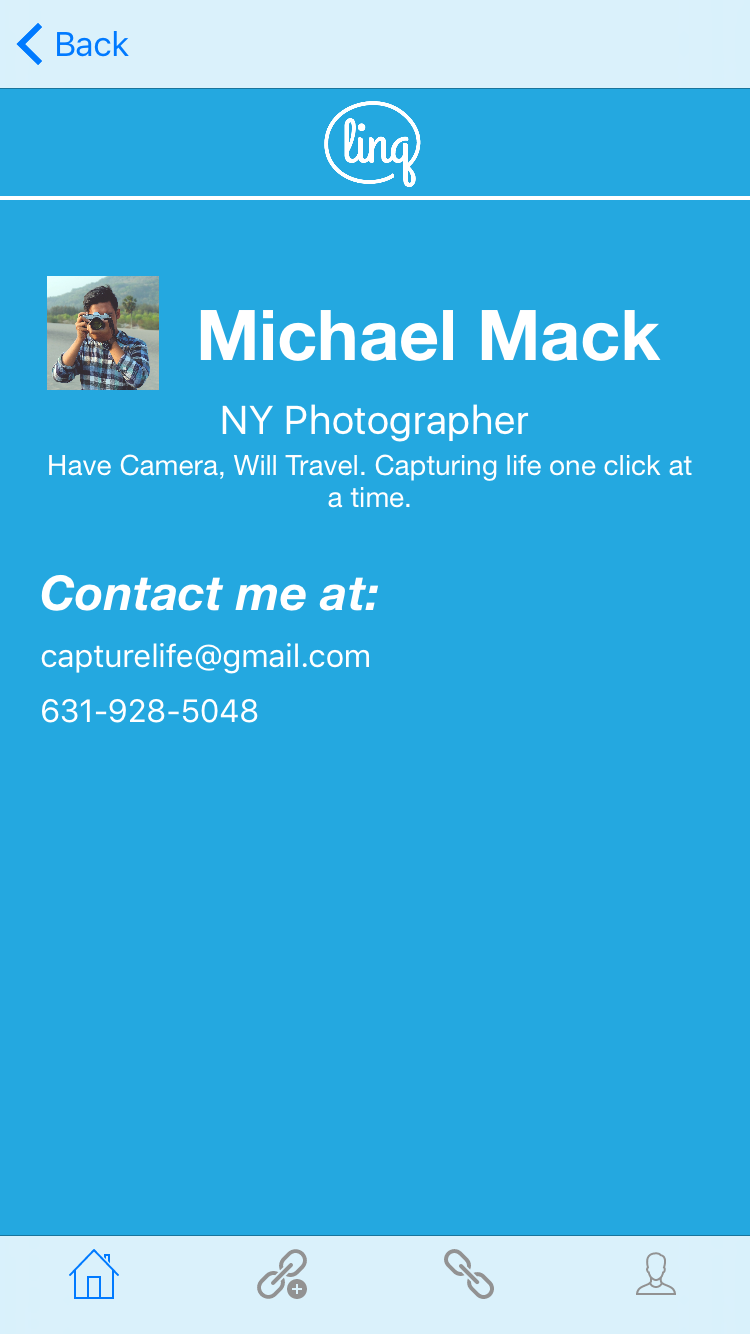 Back
linq
Michael Mack
NY Photographer
Have Camera, Will Travel. Capturing life one click at
a time.
Contact me at:
capturelife@gmail.com
631-928-5048